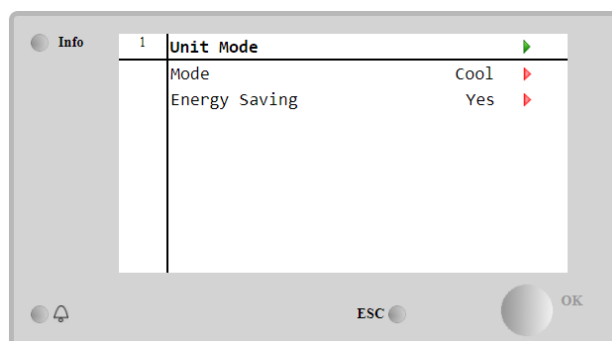 Info
1 Unit Mode
Mode Cool
Energy Saving Yes
ESC
OK